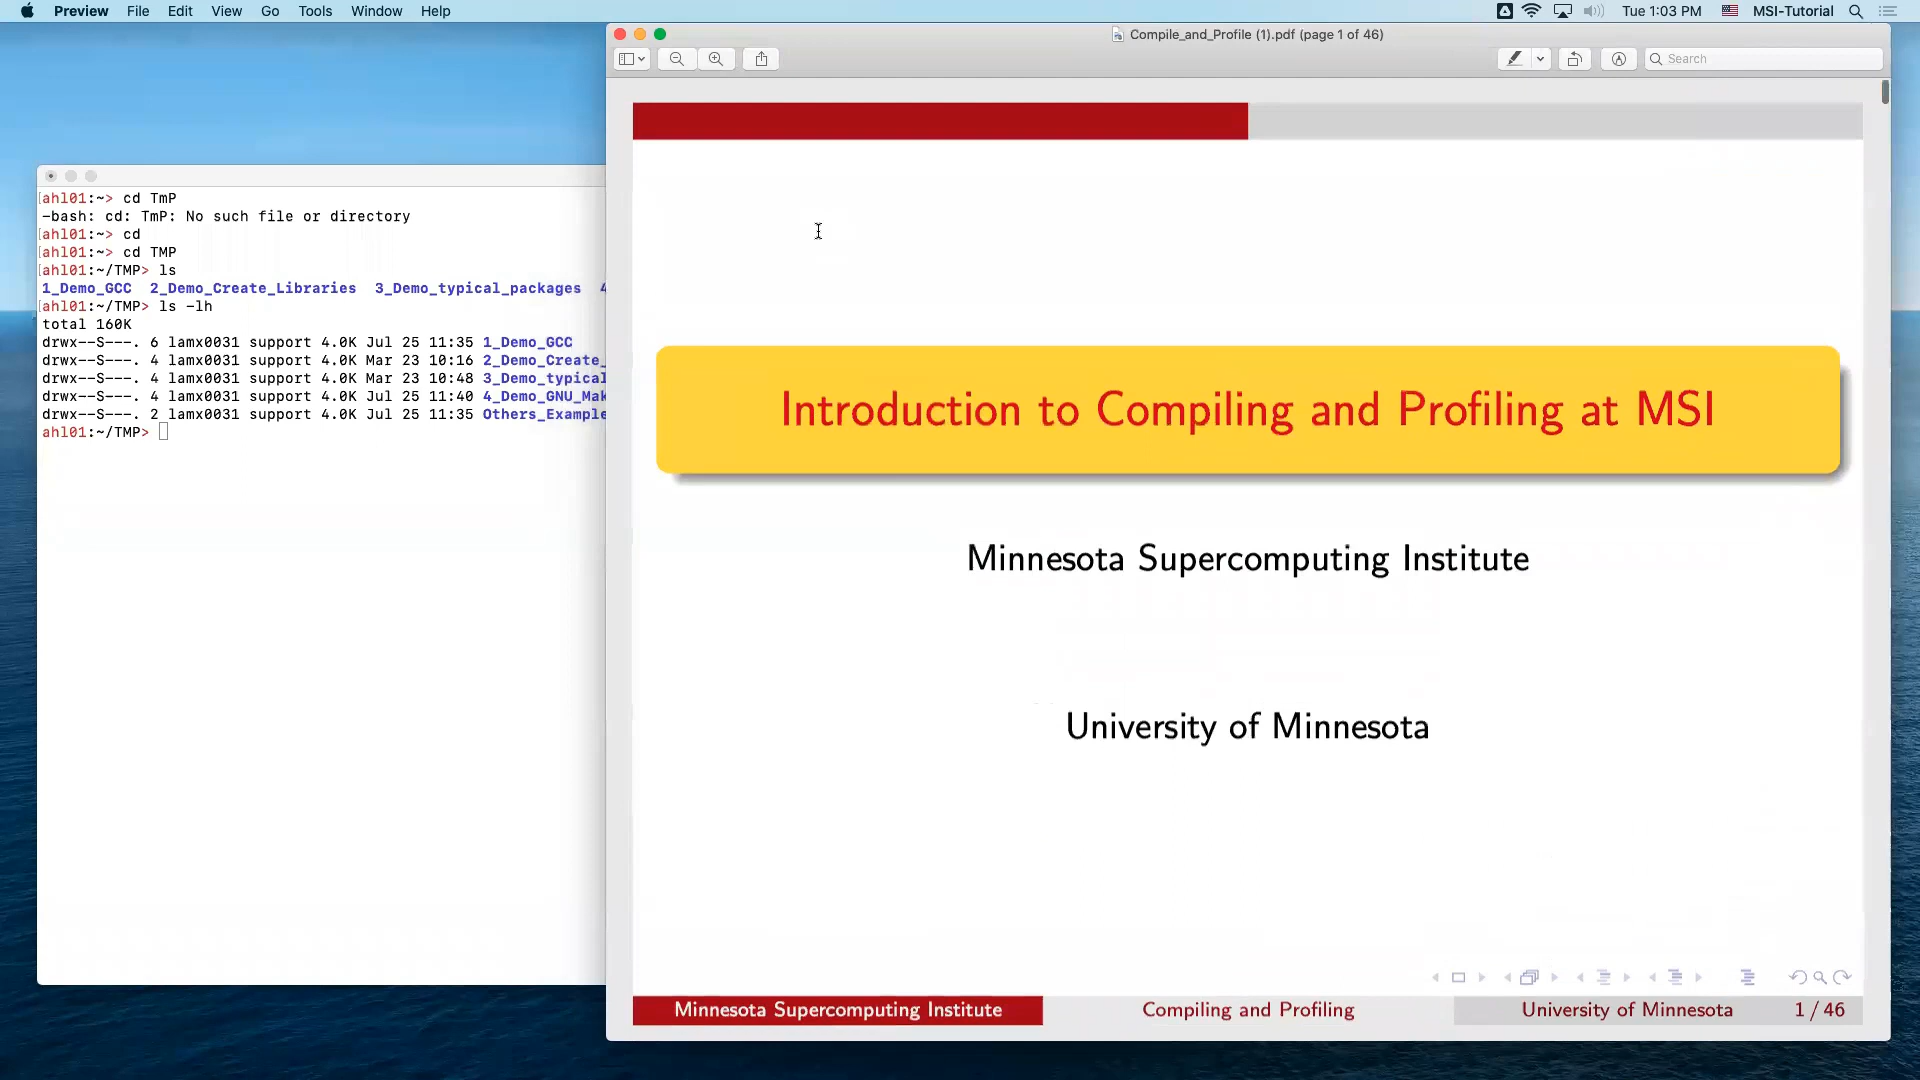 Preview File Edit View Go Tools Window Help
Tue 1:03 PM MSI-Tutorial
Compile_and_Profile (1).pdf (page 1 of 46)
Search
[ahl01:~> cd TmP
-bash: cd: TmP: No such file or directory
[ahl01:~> cd
[ahl01:~> cd TMP
[ahl01:~/TMP> ls
1_Demo_GCC 2_Demo_Create_Libraries 3_Demo_typical_packages 4
[ahl01:~/TMP> ls -lh
total 160K
drwx--S---. 6 lamx0031 support 4.0K Jul 25 11:35 1_Demo_GCC
drwx--S---. 4 lamx0031 support 4.0K Mar 23 10:16 2_Demo_Create_
drwx--S---. 4 lamx0031 support 4.0K Mar 23 10:48 3_Demo_typical
drwx--S---. 4 lamx0031 support 4.0K Jul 25 11:40 4_Demo_GNU_Mak
drwx--S---. 2 lamx0031 support 4.0K Jul 25 11:35 Others_Example
ahl01:~/TMP>
Introduction to Compiling and Profiling at MSI
Minnesota Supercomputing Institute
University of Minnesota
Minnesota Supercomputing Institute Compiling and Profiling University of Minnesota 1 / 46